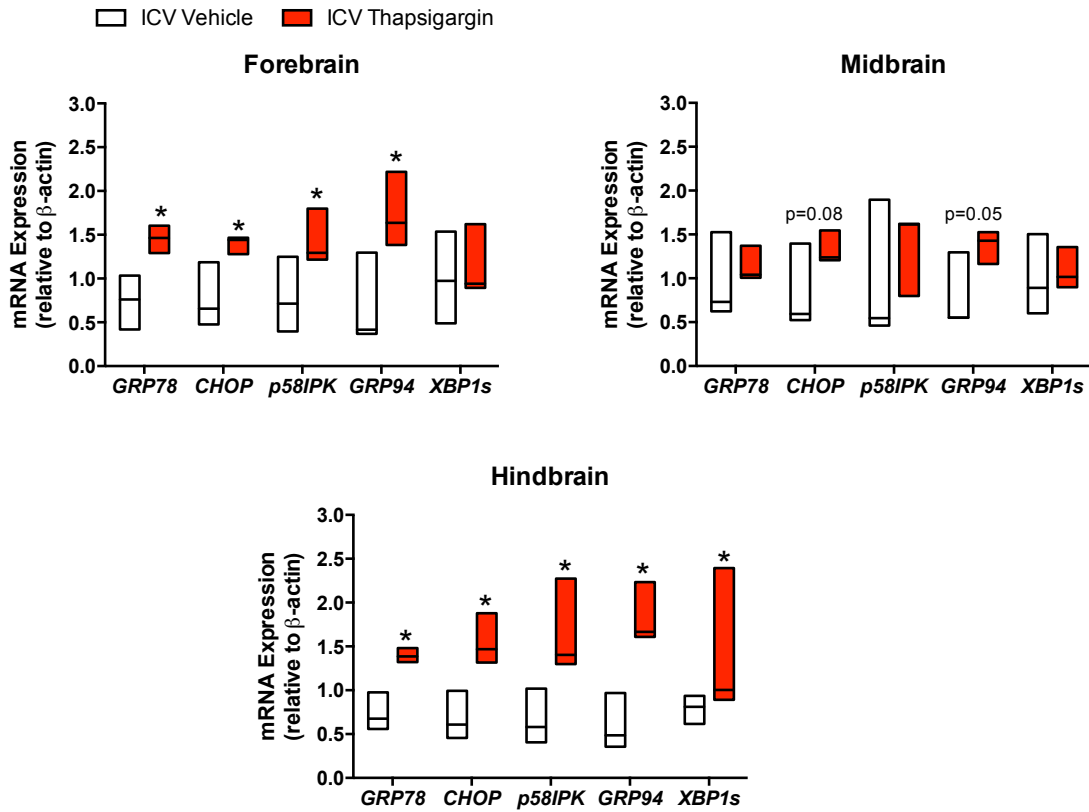 ICV Vehicle ICV Thapsigargin
Forebrain
mRNA Expression
(relative to β-actin)
3.0
2.5
2.0
1.5
1.0
0.5
0.0
* * * *
GRP78 CHOP p58IPK GRP94 XBP1s
Midbrain
mRNA Expression
(relative to β-actin)
3.0
2.5
2.0
1.5
1.0
0.5
0.0
p=0.08 p=0.05
GRP78 CHOP p58IPK GRP94 XBP1s
Hindbrain
mRNA Expression
(relative to β-actin)
3.0
2.5
2.0
1.5
1.0
0.5
0.0
* * * * *
GRP78 CHOP p58IPK GRP94 XBP1s